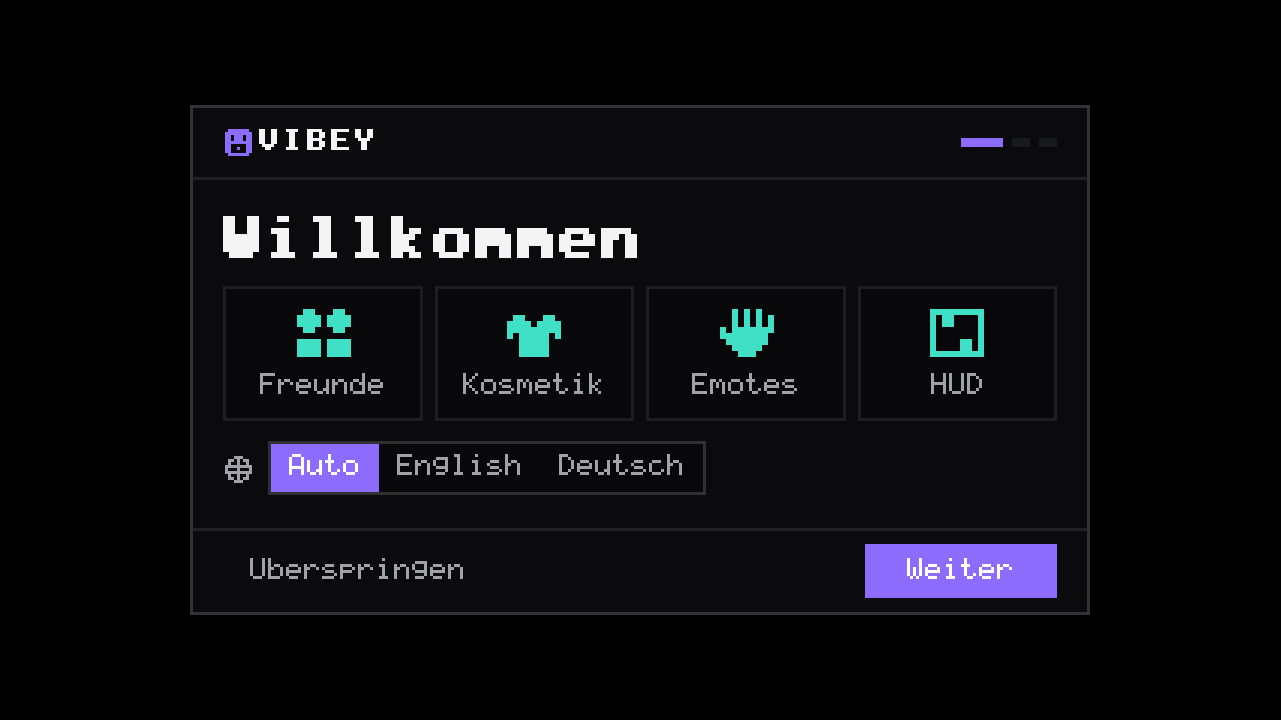 VIBEY
Willkommen
Freunde Kosmetik Emotes HUD
Auto English Deutsch
Uberspringen Weiter